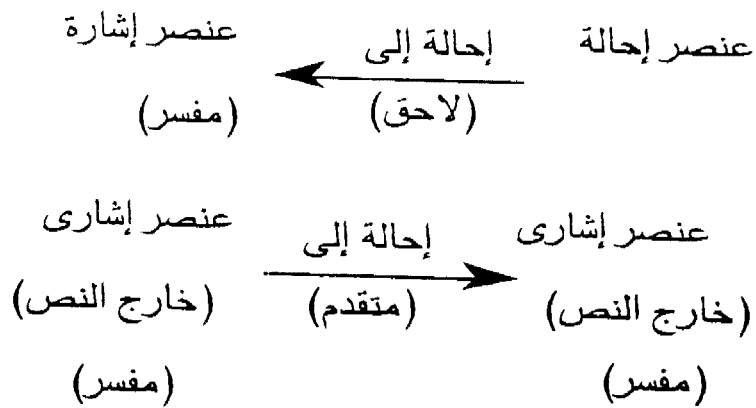 عنصر إحالة إحالة إلى عنصر إشارة
(لاحق) (مفسر)
عنصر إشارى إحالة إلى عنصر إشارى
(خارج النص) (متقدم) (خارج النص)
(مفسر) (مفسر)